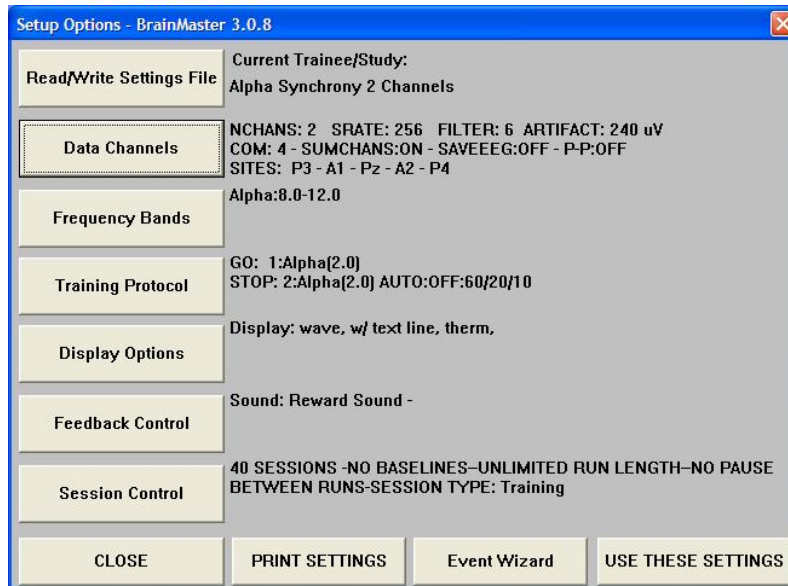 Setup Options - BrainMaster 3.0.8
Read/Write Settings File
Current Trainee/Study:
Alpha Synchrony 2 Channels
Data Channels
NCHANS: 2 SRATE: 256 FILTER: 6 ARTIFACT: 240 uV
COM: 4 - SUMCHANS:ON - SAVEEEG:OFF - P-P:OFF
SITES: P3 - A1 - Pz - A2 - P4
Frequency Bands
Alpha:8.0-12.0
Training Protocol
GO: 1:Alpha(2.0)
STOP: 2:Alpha(2.0) AUTO:OFF:60/20/10
Display Options
Display: wave, w/ text line, therm,
Feedback Control
Sound: Reward Sound -
Session Control
40 SESSIONS -NO BASELINES--UNLIMITED RUN LENGTH--NO PAUSE
BETWEEN RUNS-SESSION TYPE: Training
CLOSE
PRINT SETTINGS
Event Wizard
USE THESE SETTINGS